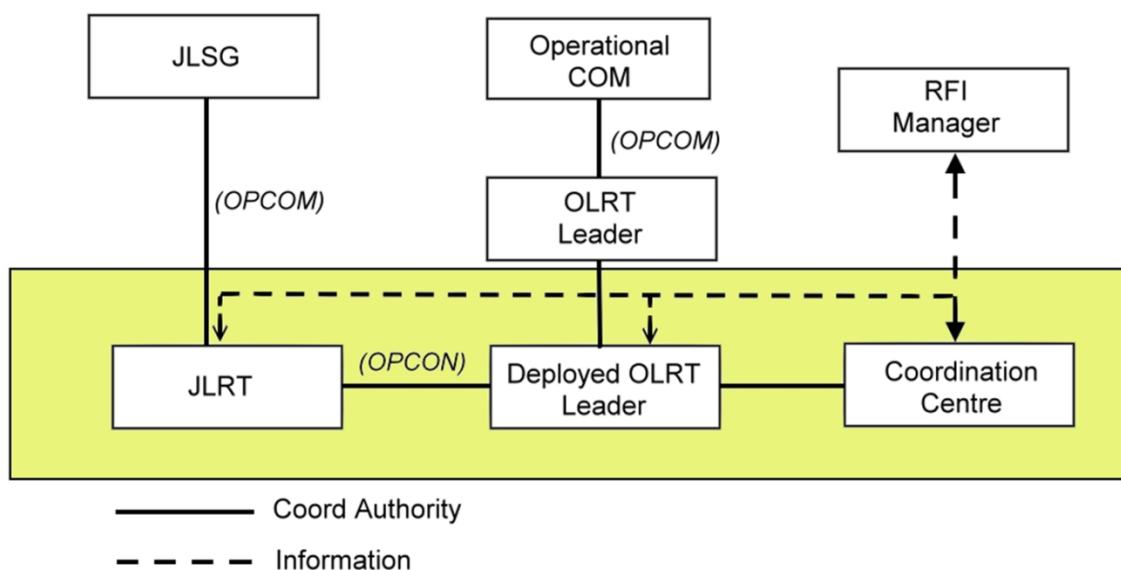 JLSG
Operational
COM
RFI
Manager
(OPCOM)
(OPCOM)
OLRT
Leader
JLRT
(OPCON)
Deployed OLRT
Leader
Coordination
Centre
Coord Authority
Information